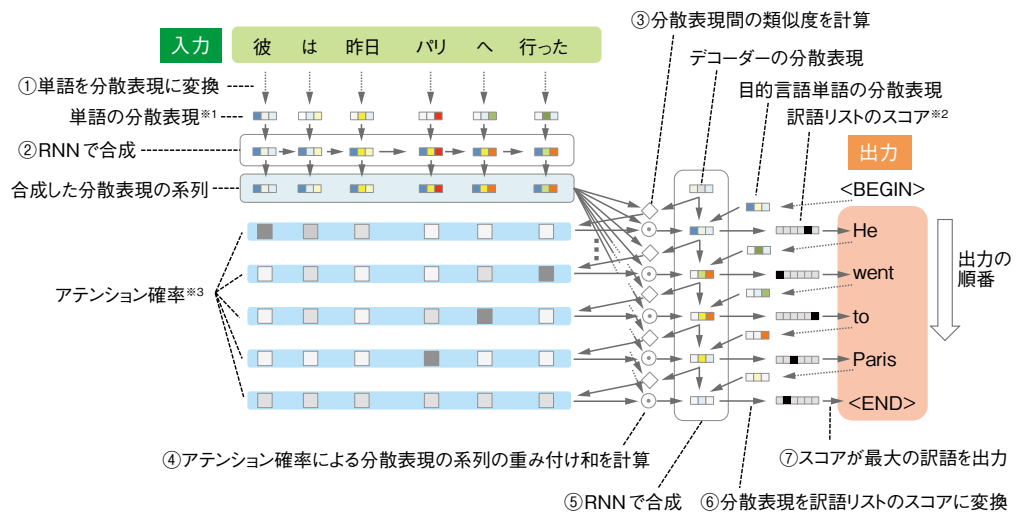 入力
彼 は 昨日 パリ へ 行った
③分散表現間の類似度を計算
デコーダーの分散表現
①単語を分散表現に変換
目的言語単語の分散表現
単語の分散表現※1
訳語リストのスコア※2
②RNNで合成
出力
合成した分散表現の系列
<BEGIN>
He
went
出力の
順番
アテンション確率※3
to
Paris
<END>
④アテンション確率による分散表現の系列の重み付け和を計算
⑦スコアが最大の訳語を出力
⑤RNNで合成
⑥分散表現を訳語リストのスコアに変換